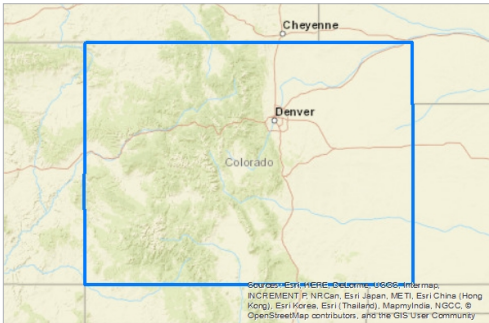 Cheyenne
Denver
Colorado
Sources: Esri, HERE, DeLorme, USGS, Intermap,
INCREMENT P, NRCan, Esri Japan, METI, Esri China (Hong
Kong), Esri Korea, Esri (Thailand), MapmyIndia, NGCC, ©
OpenStreetMap contributors, and the GIS User Community